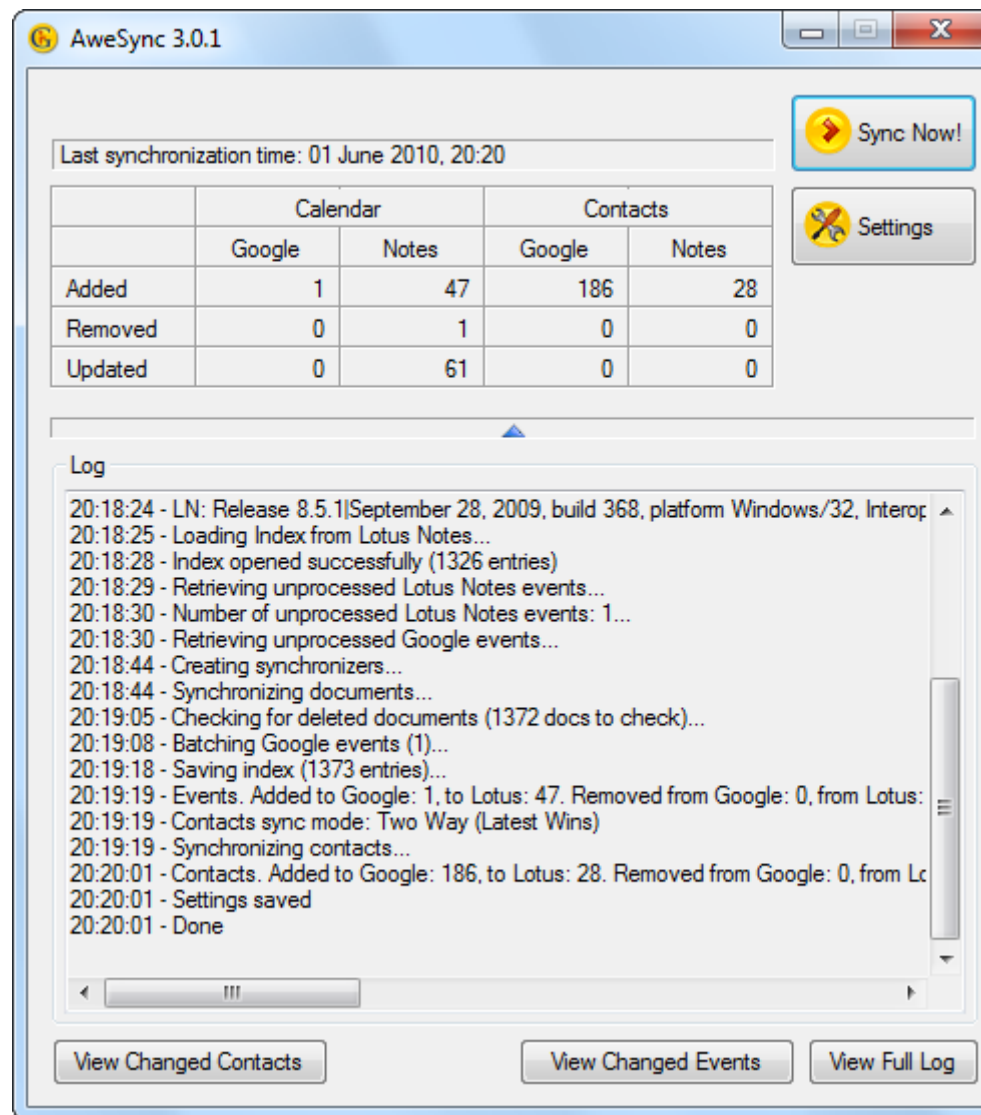 AweSync 3.0.1
Sync Now!
Last synchronization time: 01 June 2010, 20:20
Settings
Calendar Contacts
Google Notes Google Notes
Added 1 47 186 28
Removed 0 1 0 0
Updated 0 61 0 0
Log
20:18:24 - LN: Release 8.5.1|September 28, 2009, build 368, platform Windows/32, Interop
20:18:25 - Loading Index from Lotus Notes...
20:18:28 - Index opened successfully (1326 entries)
20:18:29 - Retrieving unprocessed Lotus Notes events...
20:18:30 - Number of unprocessed Lotus Notes events: 1...
20:18:30 - Retrieving unprocessed Google events...
20:18:44 - Creating synchronizers...
20:18:44 - Synchronizing documents...
20:19:05 - Checking for deleted documents (1372 docs to check)...
20:19:08 - Batching Google events (1)...
20:19:18 - Saving index (1373 entries)...
20:19:19 - Events. Added to Google: 1, to Lotus: 47. Removed from Google: 0, from Lotus:
20:19:19 - Contacts sync mode: Two Way (Latest Wins)
20:19:19 - Synchronizing contacts...
20:20:01 - Contacts. Added to Google: 186, to Lotus: 28. Removed from Google: 0, from Lo
20:20:01 - Settings saved
20:20:01 - Done
View Changed Contacts View Changed Events View Full Log